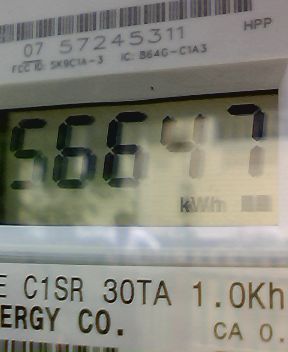 HPP
07 57245311
FCC ID: SK9C1A-3 IC: B64G-C1A3
56647
kWh
E C1SR 30TA 1.0Kh
ERGY CO.
CA 0.